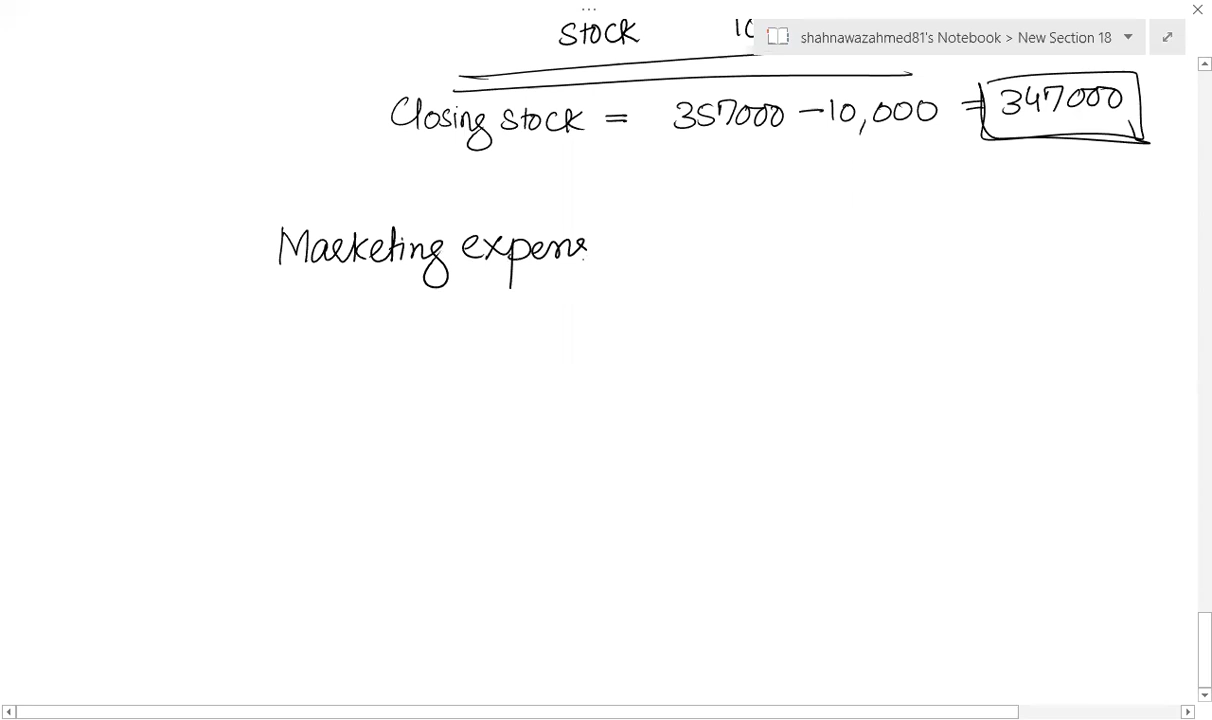 stock
shahnawazahmed81's Notebook > New Section 18
Closing stock = 357000 - 10,000 = 347000
Marketing expens